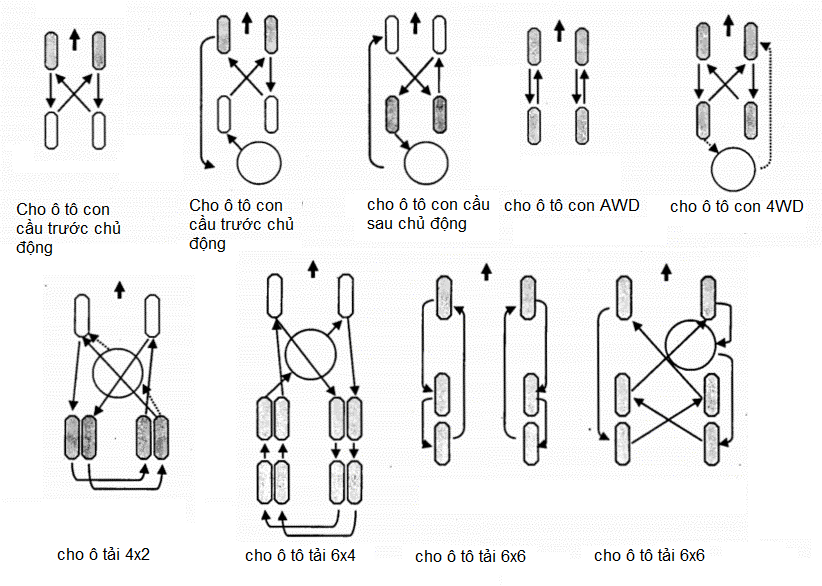 Cho ô tô con
cầu trước chủ
động
Cho ô tô con
cầu trước chủ
động
cho ô tô con cầu
sau chủ động
cho ô tô con AWD
cho ô tô con 4WD
cho ô tải 4x2
cho ô tô tải 6x4
cho ô tô tải 6x6
cho ô tô tải 6x6